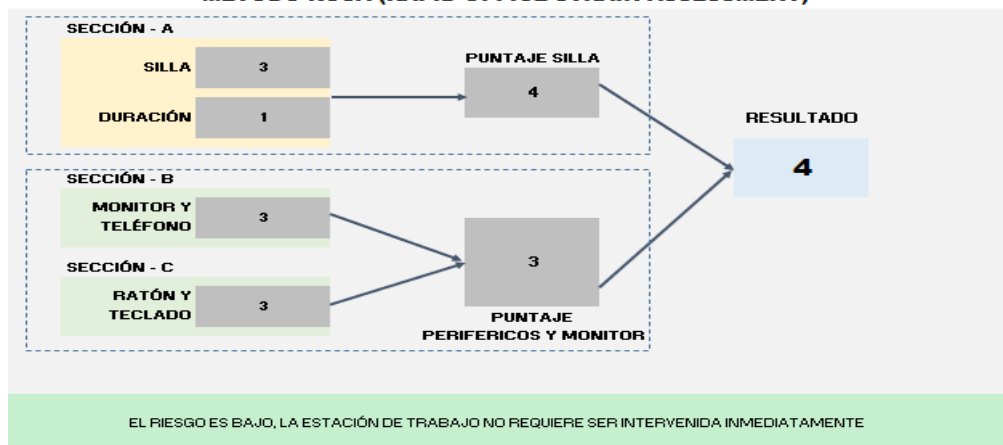 SECCIÓN - A
SILLA 3
DURACIÓN 1
PUNTAJE SILLA
4
RESULTADO
4
SECCIÓN - B
MONITOR Y
TELÉFONO
3
SECCIÓN - C
RATÓN Y
TECLADO
3
3
PUNTAJE
PERIFERICOS Y MONITOR
EL RIESGO ES BAJO, LA ESTACIÓN DE TRABAJO NO REQUIERE SER INTERVENIDA INMEDIATAMENTE